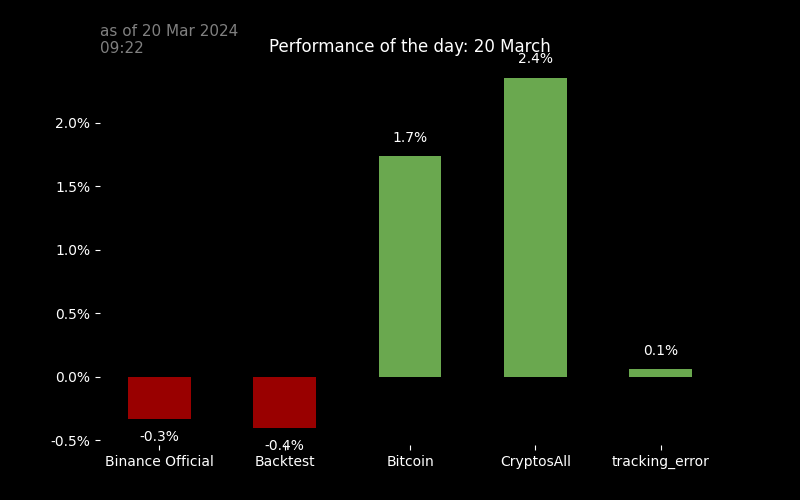 as of 20 Mar 2024
09:22
Performance of the day: 20 March
2.4%
2.0%
1.7%
1.5%
1.0%
0.5%
0.1%
0.0%
-0.3%
-0.4%
-0.5%
Binance Official
Backtest
Bitcoin
CryptosAll
tracking_error